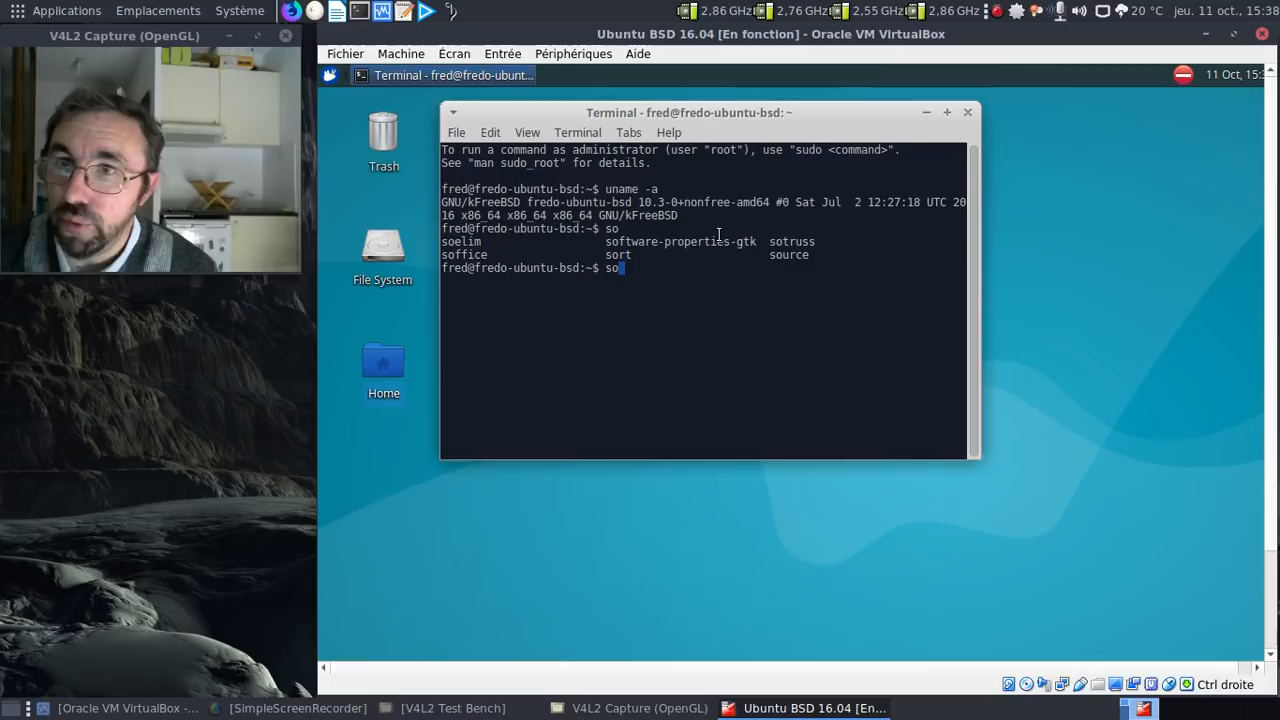 Applications Emplacements Système
2,86 GHz 2,76 GHz 2,55 GHz 2,86 GHz 20 °C jeu. 11 oct., 15:38
V4L2 Capture (OpenGL)
Ubuntu BSD 16.04 [En fonction] - Oracle VM VirtualBox
Fichier Machine Écran Entrée Périphériques Aide
Terminal - fred@fredo-ubunt...
11 Oct, 15:3
Terminal - fred@fredo-ubuntu-bsd: ~
File Edit View Terminal Tabs Help
To run a command as administrator (user "root"), use "sudo <command>".
See "man sudo_root" for details.
fred@fredo-ubuntu-bsd:~$ uname -a
GNU/kFreeBSD fredo-ubuntu-bsd 10.3-0+nonfree-amd64 #0 Sat Jul  2 12:27:18 UTC 20
16 x86_64 x86_64 x86_64 GNU/kFreeBSD
fred@fredo-ubuntu-bsd:~$ so
soelim software-properties-gtk sotruss
soffice sort source
fred@fredo-ubuntu-bsd:~$ so
Trash
File System
Home
Ctrl droite
[Oracle VM VirtualBox -... [SimpleScreenRecorder] [V4L2 Test Bench] V4L2 Capture (OpenGL) Ubuntu BSD 16.04 [En...